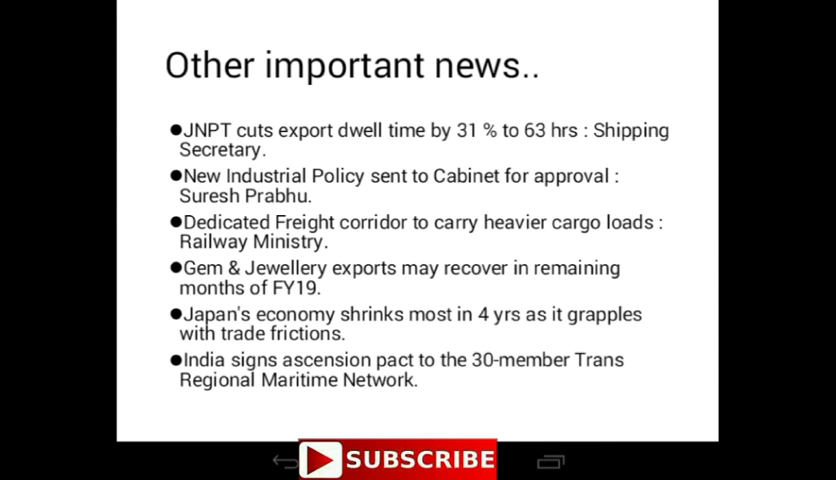 Other important news..
●JNPT cuts export dwell time by 31 % to 63 hrs : Shipping
Secretary.
●New Industrial Policy sent to Cabinet for approval :
Suresh Prabhu.
●Dedicated Freight corridor to carry heavier cargo loads :
Railway Ministry.
●Gem & Jewellery exports may recover in remaining
months of FY19.
●Japan's economy shrinks most in 4 yrs as it grapples
with trade frictions.
●India signs ascension pact to the 30-member Trans
Regional Maritime Network.
SUBSCRIBE